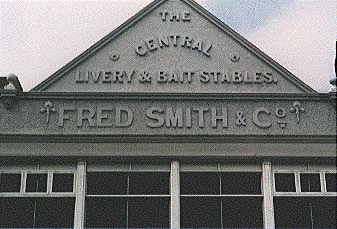 THE
CENTRAL
LIVERY & BAIT STABLES.
FRED SMITH & Co